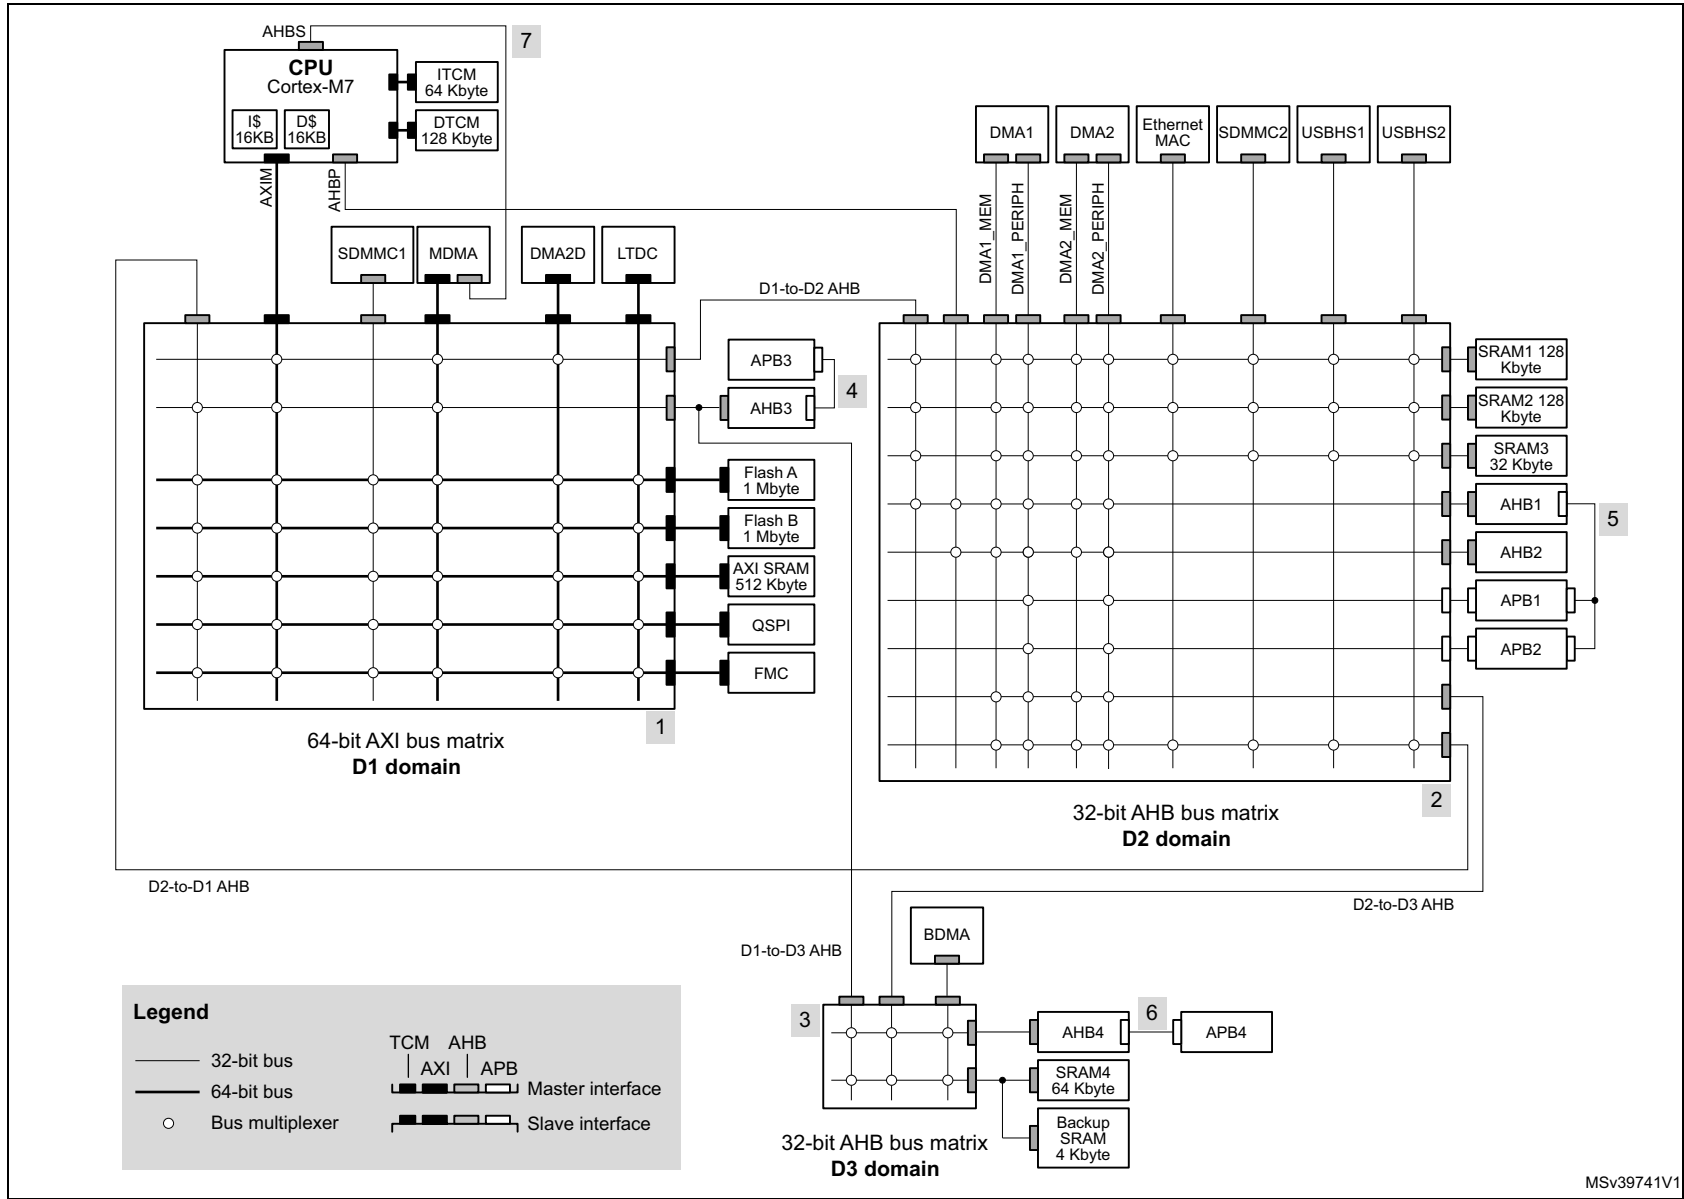 AHBS
7
CPU
Cortex-M7
ITCM
64 Kbyte
I$
16KB
D$
16KB
DTCM
128 Kbyte
AXIM
AHBP
DMA1
DMA2
Ethernet
MAC
SDMMC2
USBHS1
USBHS2
DMA1_MEM
DMA1_PERIPH
DMA2_MEM
DMA2_PERIPH
SDMMC1
MDMA
DMA2D
LTDC
D1-to-D2 AHB
APB3
AHB3
4
Flash A
1 Mbyte
Flash B
1 Mbyte
AXI SRAM
512 Kbyte
QSPI
FMC
1
64-bit AXI bus matrix
D1 domain
SRAM1 128
Kbyte
SRAM2 128
Kbyte
SRAM3
32 Kbyte
AHB1
5
AHB2
APB1
APB2
2
32-bit AHB bus matrix
D2 domain
D2-to-D1 AHB
D2-to-D3 AHB
D1-to-D3 AHB
BDMA
3
AHB4
6
APB4
SRAM4
64 Kbyte
Backup
SRAM
4 Kbyte
32-bit AHB bus matrix
D3 domain
Legend
32-bit bus
64-bit bus
Bus multiplexer
TCM
AHB
AXI
APB
Master interface
Slave interface
MSv39741V1